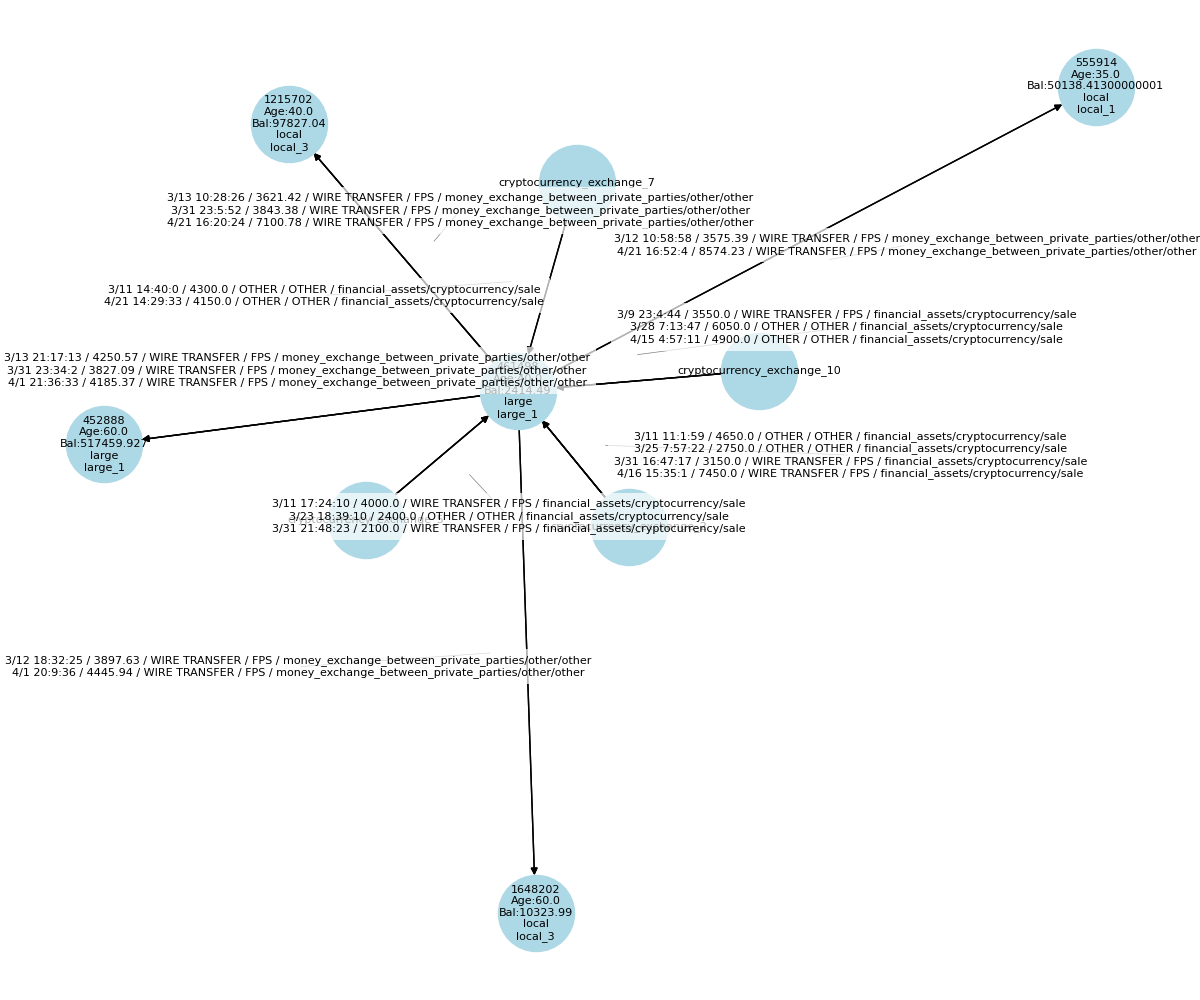 555914
Age:35.0
Bal:50138.41300000001
local
local_1
1215702
Age:40.0
Bal:97827.04
local
local_3
cryptocurrency_exchange_7
3/13 10:28:26 / 3621.42 / WIRE TRANSFER / FPS / money_exchange_between_private_parties/other/other
3/31 23:5:52 / 3843.38 / WIRE TRANSFER / FPS / money_exchange_between_private_parties/other/other
4/21 16:20:24 / 7100.78 / WIRE TRANSFER / FPS / money_exchange_between_private_parties/other/other
3/12 10:58:58 / 3575.39 / WIRE TRANSFER / FPS / money_exchange_between_private_parties/other/other
4/21 16:52:4 / 8574.23 / WIRE TRANSFER / FPS / money_exchange_between_private_parties/other/other
3/11 14:40:0 / 4300.0 / OTHER / OTHER / financial_assets/cryptocurrency/sale
4/21 14:29:33 / 4150.0 / OTHER / OTHER / financial_assets/cryptocurrency/sale
3/9 23:4:44 / 3550.0 / WIRE TRANSFER / FPS / financial_assets/cryptocurrency/sale
3/28 7:13:47 / 6050.0 / OTHER / OTHER / financial_assets/cryptocurrency/sale
4/15 4:57:11 / 4900.0 / OTHER / OTHER / financial_assets/cryptocurrency/sale
3/13 21:17:13 / 4250.57 / WIRE TRANSFER / FPS / money_exchange_between_private_parties/other/other
3/31 23:34:2 / 3827.09 / WIRE TRANSFER / FPS / money_exchange_between_private_parties/other/other
4/1 21:36:33 / 4185.37 / WIRE TRANSFER / FPS / money_exchange_between_private_parties/other/other
cryptocurrency_exchange_10
Bal:2414.49
large
large_1
452888
Age:60.0
Bal:517459.927
large
large_1
3/11 11:1:59 / 4650.0 / OTHER / OTHER / financial_assets/cryptocurrency/sale
3/25 7:57:22 / 2750.0 / OTHER / OTHER / financial_assets/cryptocurrency/sale
3/31 16:47:17 / 3150.0 / WIRE TRANSFER / FPS / financial_assets/cryptocurrency/sale
4/16 15:35:1 / 7450.0 / WIRE TRANSFER / FPS / financial_assets/cryptocurrency/sale
3/11 17:24:10 / 4000.0 / WIRE TRANSFER / FPS / financial_assets/cryptocurrency/sale
3/23 18:39:10 / 2400.0 / OTHER / OTHER / financial_assets/cryptocurrency/sale
3/31 21:48:23 / 2100.0 / WIRE TRANSFER / FPS / financial_assets/cryptocurrency/sale
3/12 18:32:25 / 3897.63 / WIRE TRANSFER / FPS / money_exchange_between_private_parties/other/other
4/1 20:9:36 / 4445.94 / WIRE TRANSFER / FPS / money_exchange_between_private_parties/other/other
1648202
Age:60.0
Bal:10323.99
local
local_3